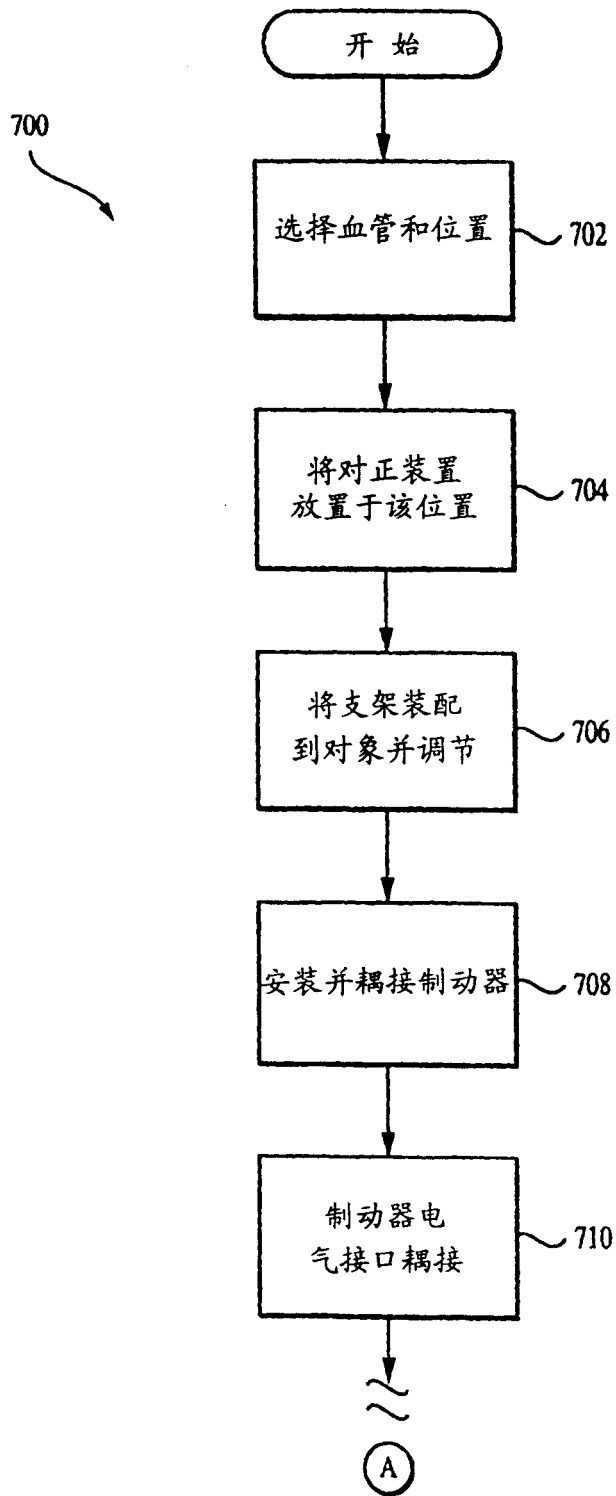 开始
700
选择血管和位置
702
将对正装置
放置于该位置
704
将支架装配
到对象并调节
706
安装并耦接制动器
708
制动器电
气接口耦接
710
A